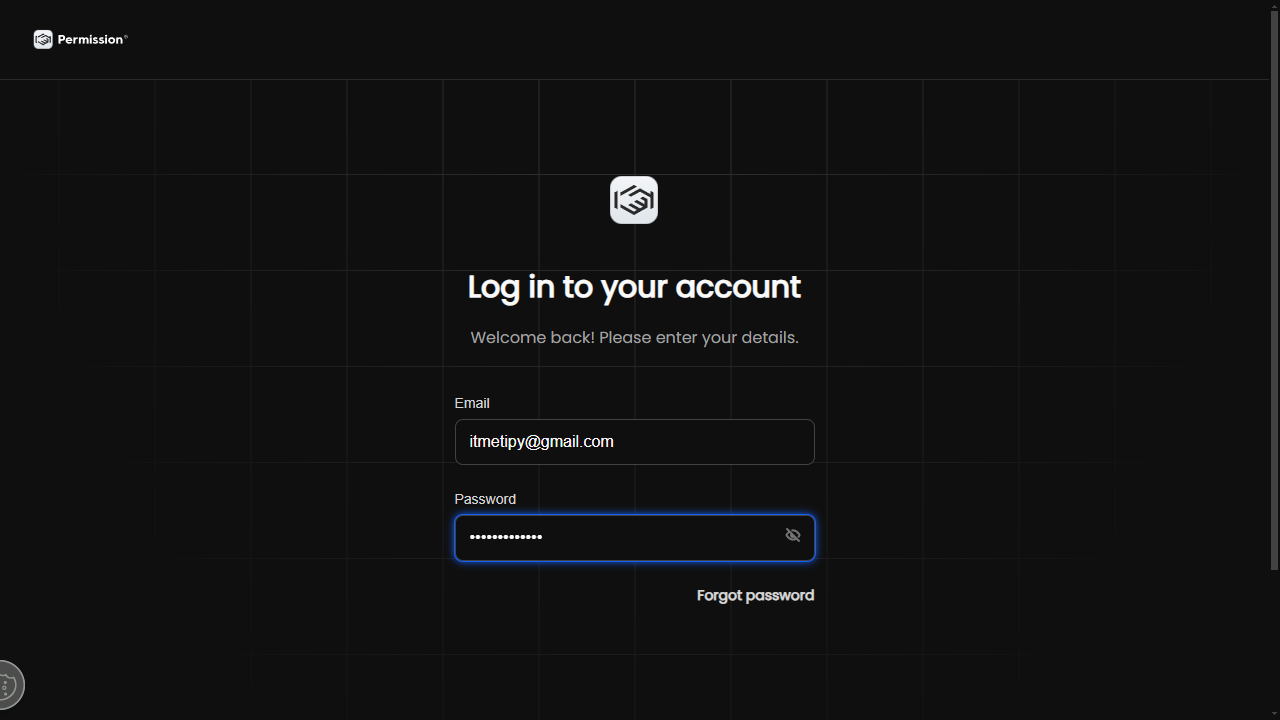 Permission®
Log in to your account
Welcome back! Please enter your details.
Email
itmetipy@gmail.com
Password
•••••••••••••
Forgot password